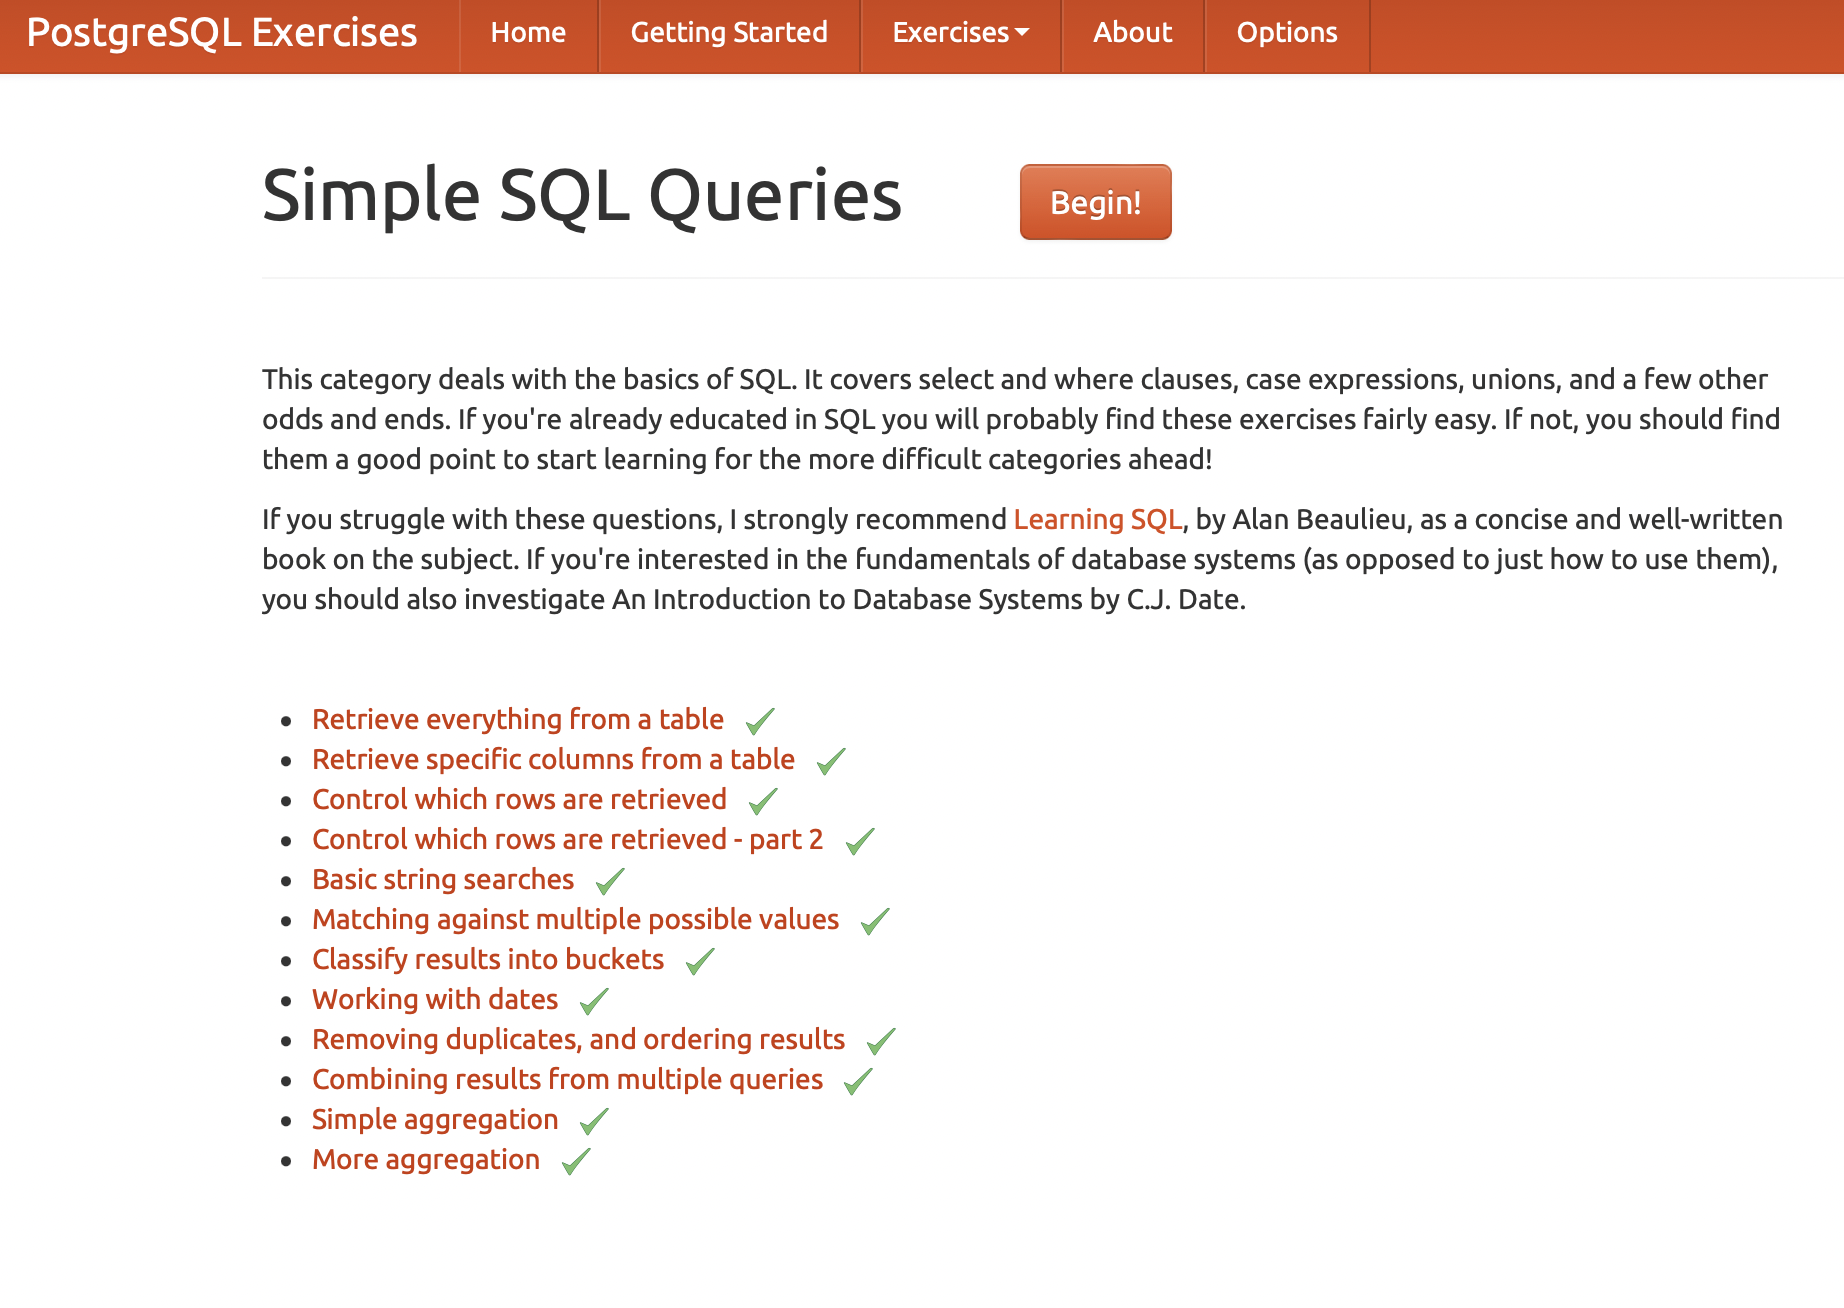 PostgreSQL Exercises Home Getting Started Exercises About Options
Simple SQL Queries Begin!
This category deals with the basics of SQL. It covers select and where clauses, case expressions, unions, and a few other
odds and ends. If you're already educated in SQL you will probably find these exercises fairly easy. If not, you should find
them a good point to start learning for the more difficult categories ahead!
If you struggle with these questions, I strongly recommend Learning SQL, by Alan Beaulieu, as a concise and well-written
book on the subject. If you're interested in the fundamentals of database systems (as opposed to just how to use them),
you should also investigate An Introduction to Database Systems by C.J. Date.
Retrieve everything from a table
Retrieve specific columns from a table
Control which rows are retrieved
Control which rows are retrieved - part 2
Basic string searches
Matching against multiple possible values
Classify results into buckets
Working with dates
Removing duplicates, and ordering results
Combining results from multiple queries
Simple aggregation
More aggregation